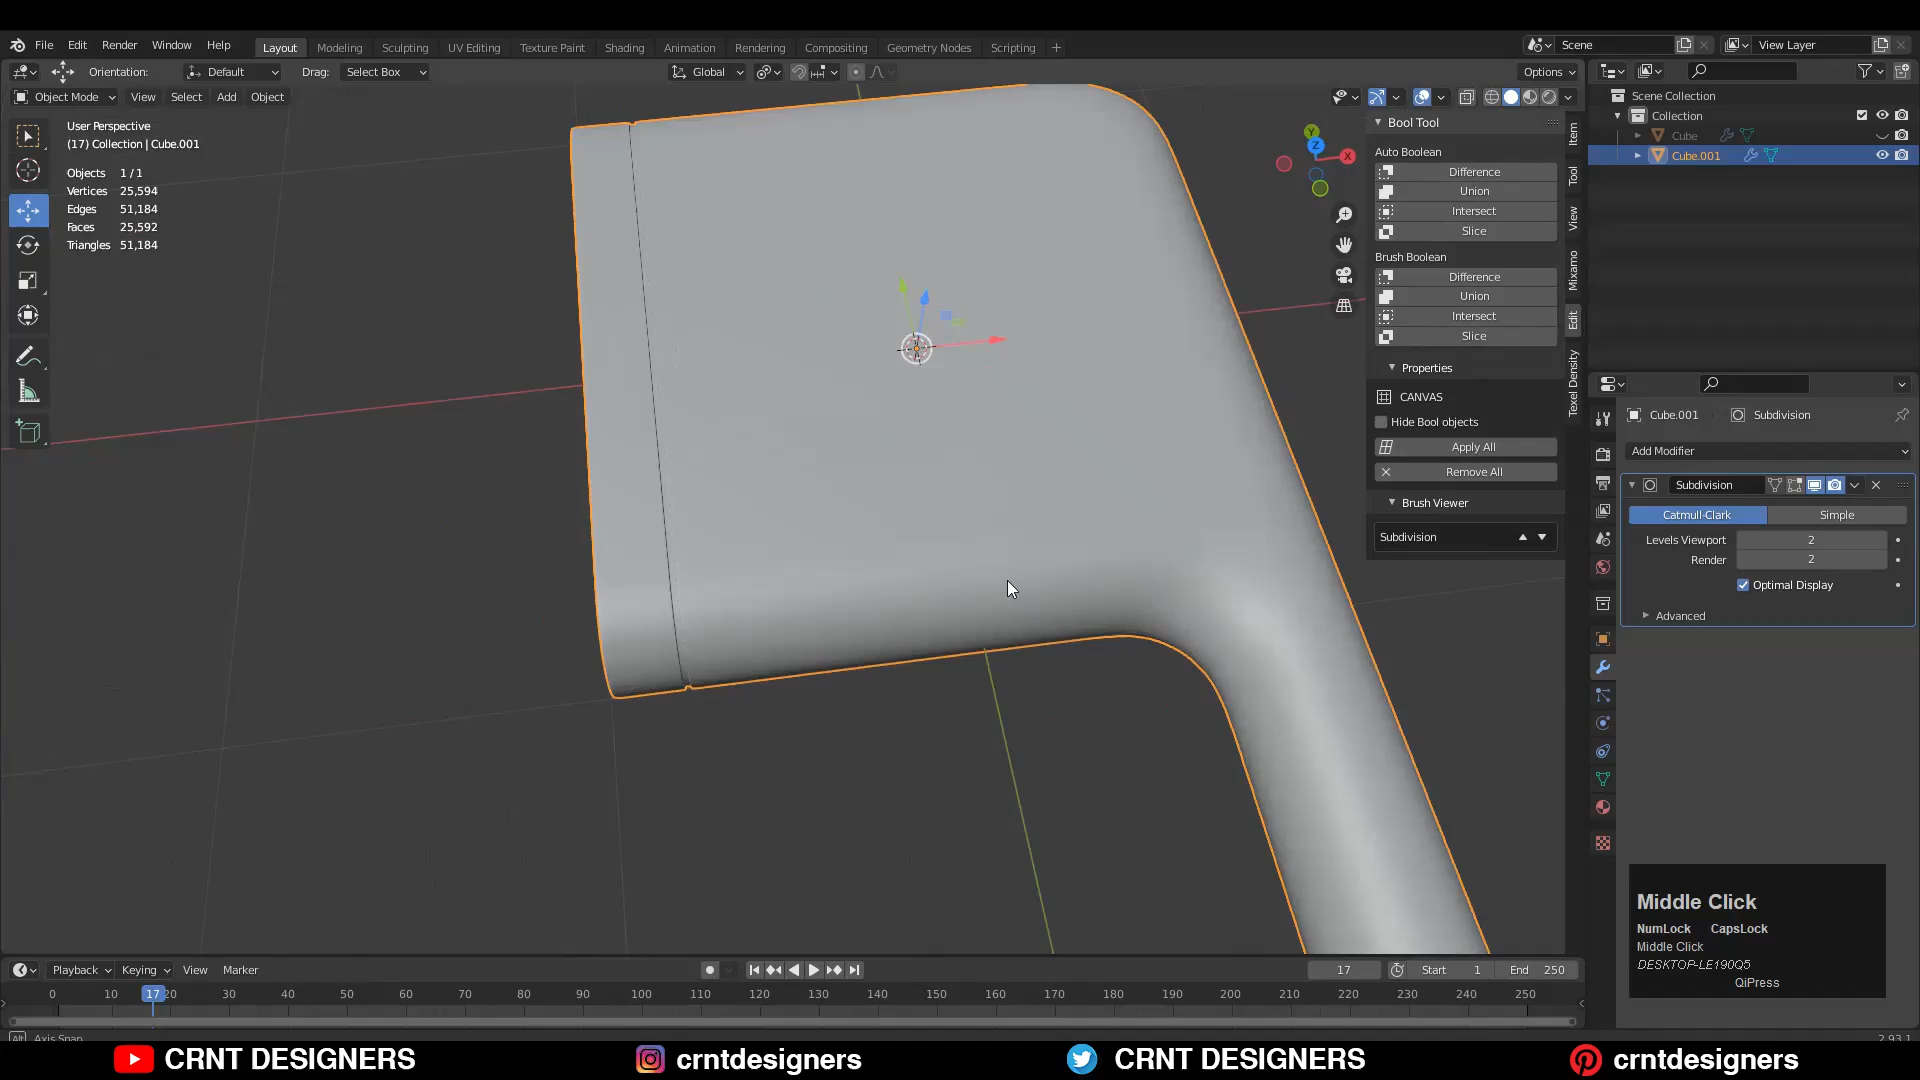 File Edit Render Window Help Layout Modeling Sculpting UV Editing Texture Paint Shading Animation Rendering Compositing Geometry Nodes Scripting + Scene View Layer
Orientation: Default Drag: Select Box Global Options
Object Mode View Select Add Object
User Perspective
(17) Collection | Cube.001
Objects 1 / 1
Vertices 25,594
Edges 51,184
Faces 25,592
Triangles 51,184
Y
Z
X
Bool Tool
Auto Boolean
Difference
Union
Intersect
Slice
Brush Boolean
Difference
Union
Intersect
Slice
Properties
CANVAS
Hide Bool objects
Apply All
Remove All
Brush Viewer
Subdivision
Item
Tool
View
Mixamo
Edit
Texel Density
Scene Collection
Collection
Cube
Cube.001
Cube.001 Subdivision
Add Modifier
Subdivision
Catmull-Clark Simple
Levels Viewport 2
Render 2
Optimal Display
Advanced
Middle Click
NumLock CapsLock
Middle Click
DESKTOP-LE190Q5
QiPress
Playback Keying View Marker 17 Start 1 End 250
0 10 17 20 30 40 50 60 70 80 90 100 110 120 130 140 150 160 170 180 190 200 210 220 230 240 250
Alt Axis Snap 2.93.1
CRNT DESIGNERS crntdesigners CRNT DESIGNERS crntdesigners